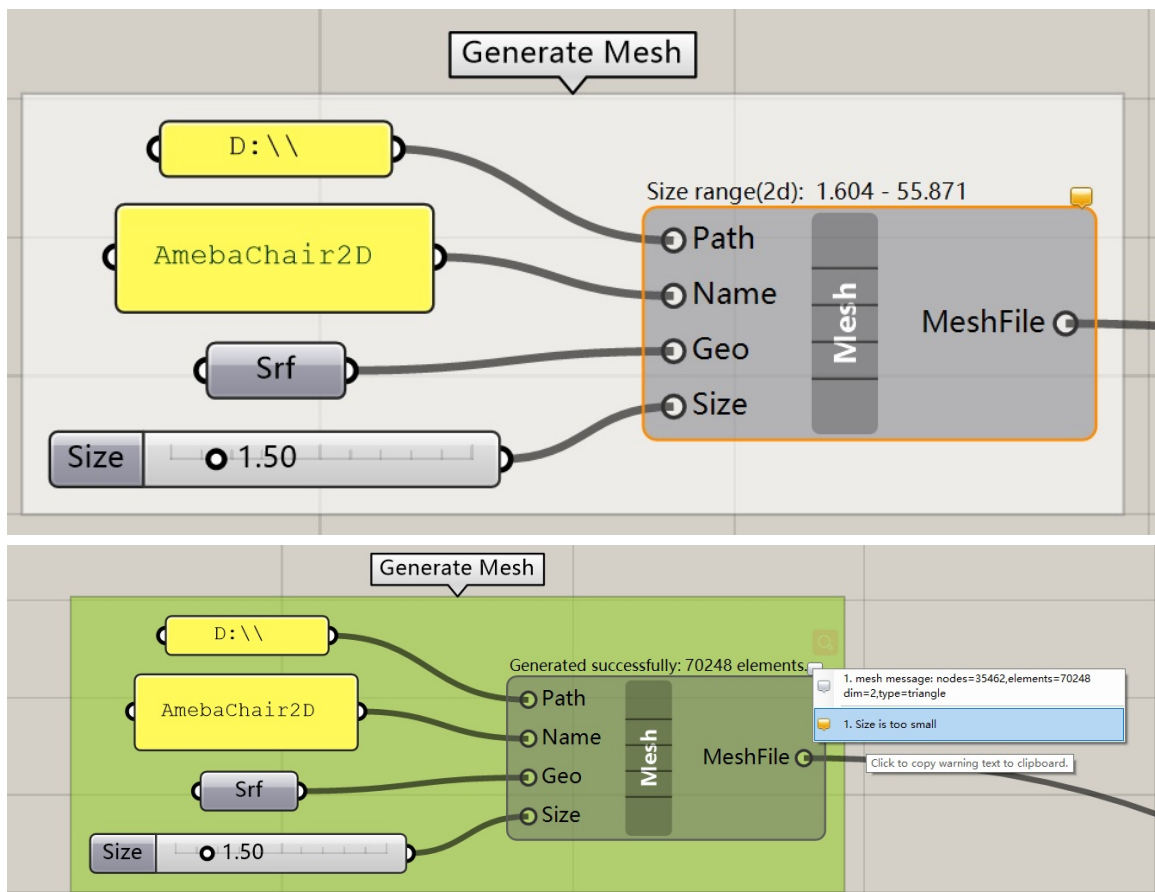 Generate Mesh
D:\\
Size range(2d): 1.604 - 55.871
AmebaChair2D
Path
Name
Geo
Size
Mesh
MeshFile
Srf
Size
1.50
Generate Mesh
D:\\
Generated successfully: 70248 elements.
1. mesh message: nodes=35462,elements=70248
dim=2,type=triangle
1. Size is too small
Click to copy warning text to clipboard.
AmebaChair2D
Path
Name
Geo
Size
Mesh
MeshFile
Srf
Size
1.50